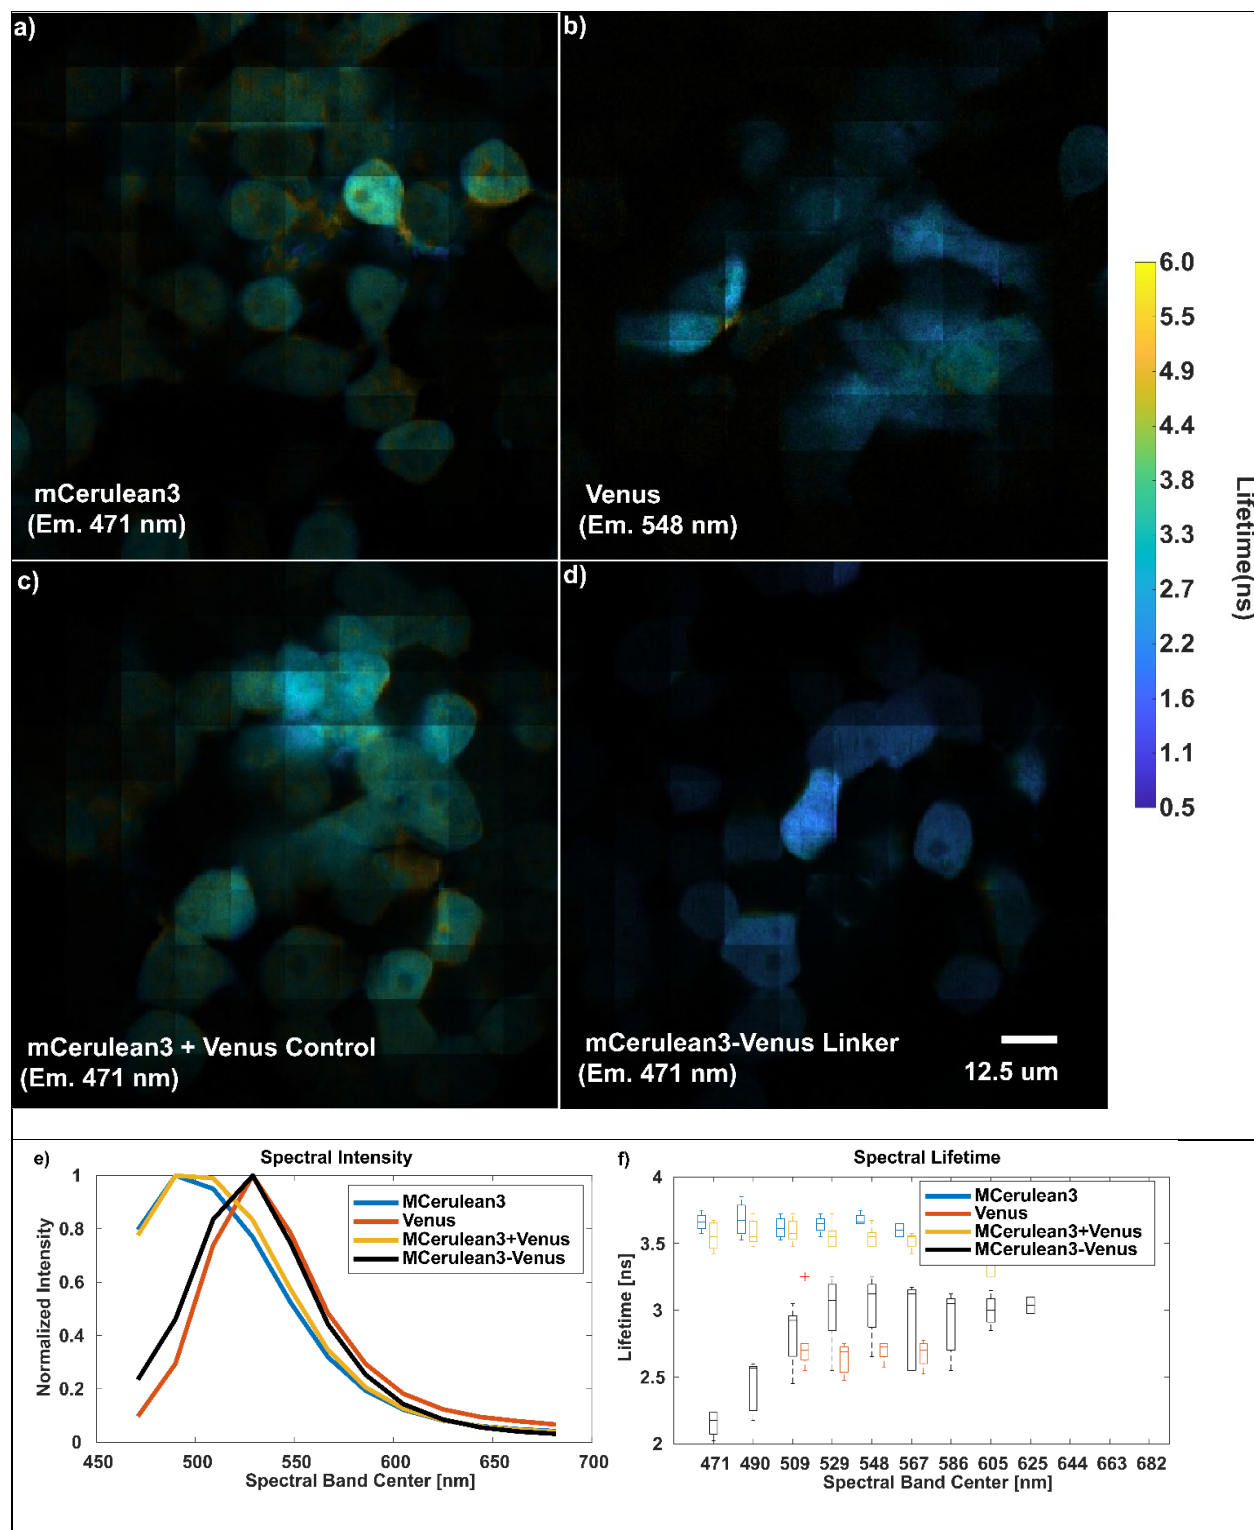 a)
mCerulean3
(Em. 471 nm)
b)
Venus
(Em. 548 nm)
c)
mCerulean3 + Venus Control
(Em. 471 nm)
d)
mCerulean3-Venus Linker
(Em. 471 nm)
12.5 um
6.0
5.5
4.9
4.4
3.8
3.3
2.7
2.2
1.6
1.1
0.5
Lifetime(ns)
e)
Spectral Intensity
Normalized Intensity
1
0.8
0.6
0.4
0.2
0
450
500
550
600
650
700
Spectral Band Center [nm]
MCerulean3
Venus
MCerulean3+Venus
MCerulean3-Venus
f)
Spectral Lifetime
Lifetime [ns]
4
3.5
3
2.5
2
471 490 509 529 548 567 586 605 625 644 663 682
Spectral Band Center [nm]
MCerulean3
Venus
MCerulean3+Venus
MCerulean3-Venus